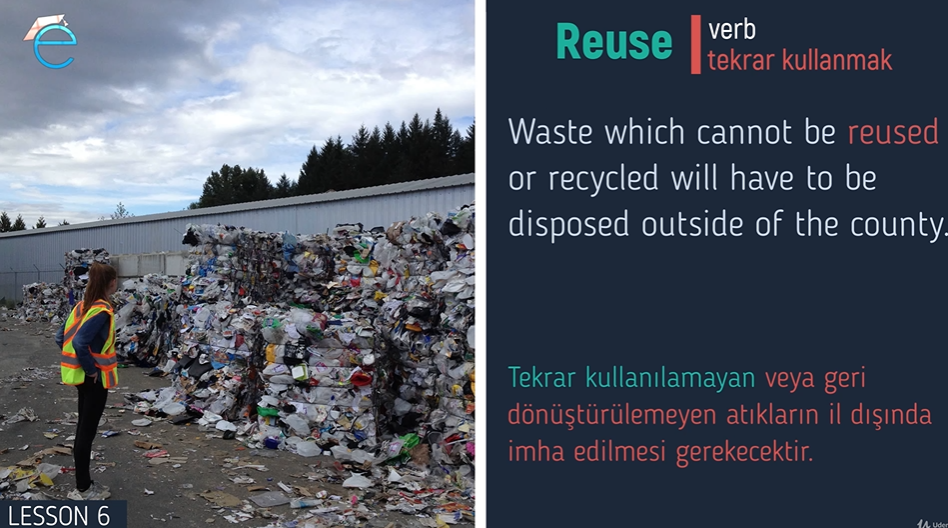 Reuse
verb
tekrar kullanmak
Waste which cannot be reused
or recycled will have to be
disposed outside of the county.
Tekrar kullanılamayan veya geri
dönüştürülemeyen atıkların il dışında
imha edilmesi gerekecektir.
LESSON 6